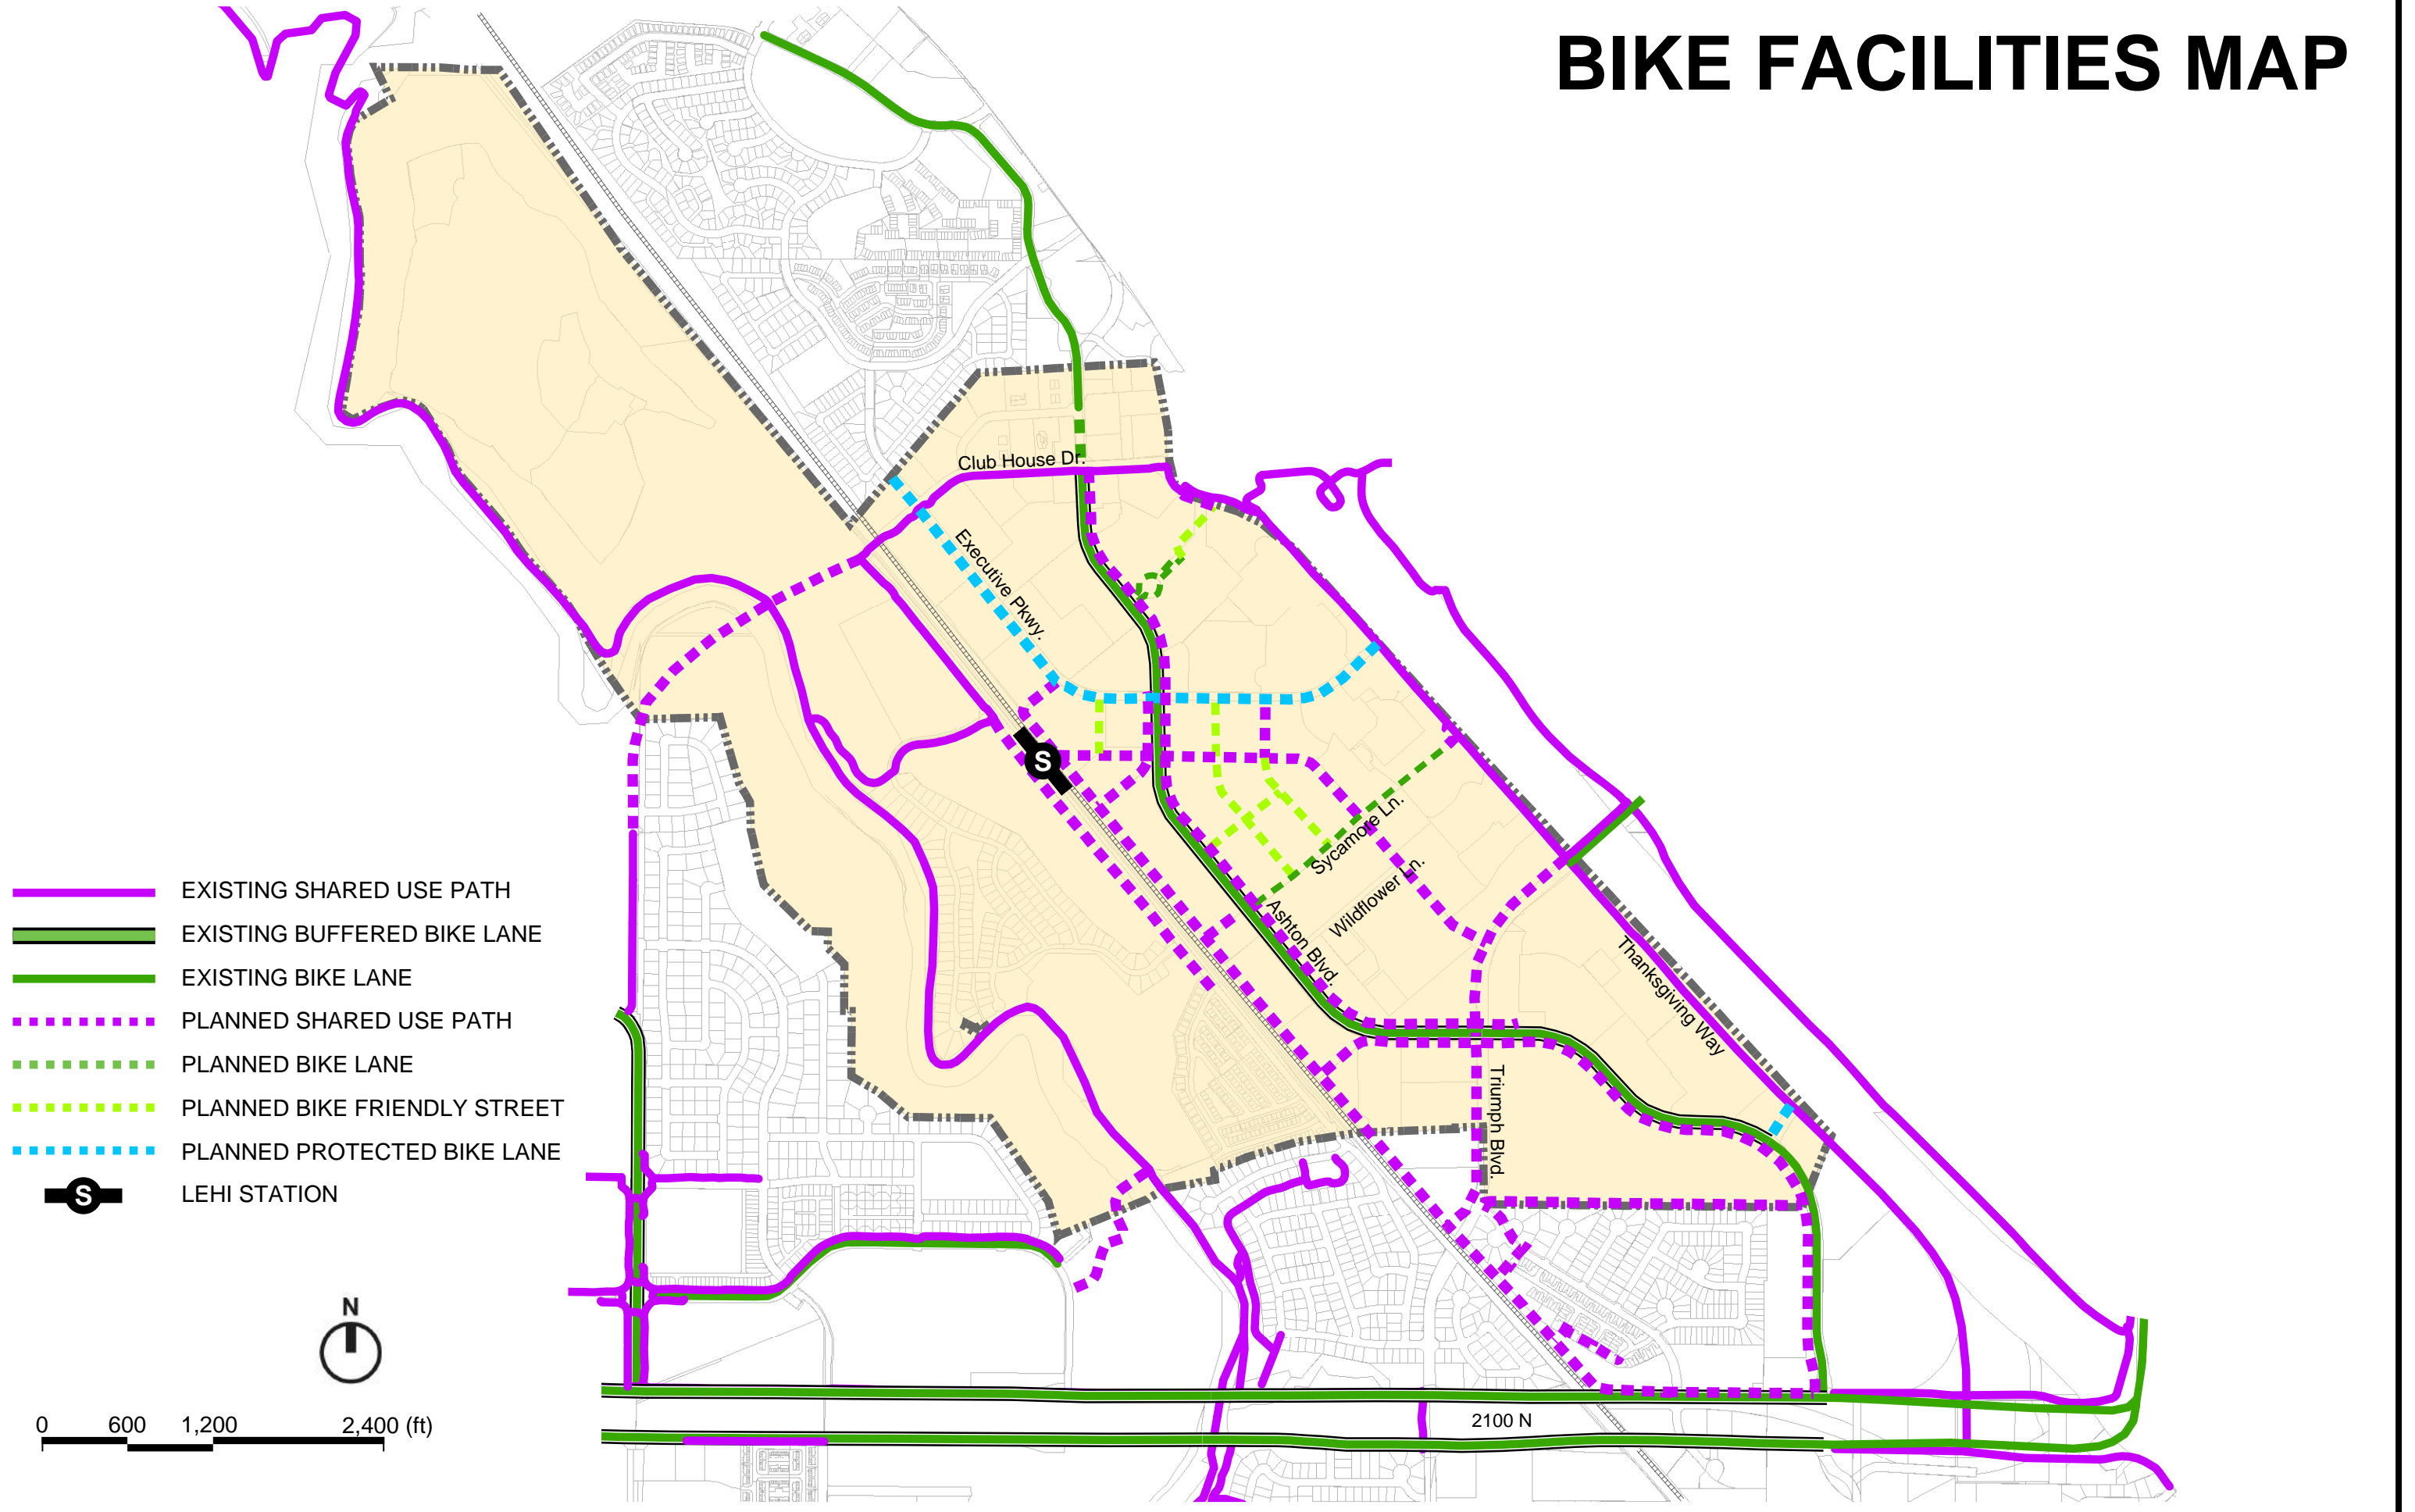 BIKE FACILITIES MAP
Club House Dr.
Executive Pkwy.
S
Sycamore Ln.
Wildflower Ln.
Ashton Blvd.
Thanksgiving Way
Triumph Blvd.
2100 N
EXISTING SHARED USE PATH
EXISTING BUFFERED BIKE LANE
EXISTING BIKE LANE
PLANNED SHARED USE PATH
PLANNED BIKE LANE
PLANNED BIKE FRIENDLY STREET
PLANNED PROTECTED BIKE LANE
S LEHI STATION
N
0 600 1,200 2,400 (ft)